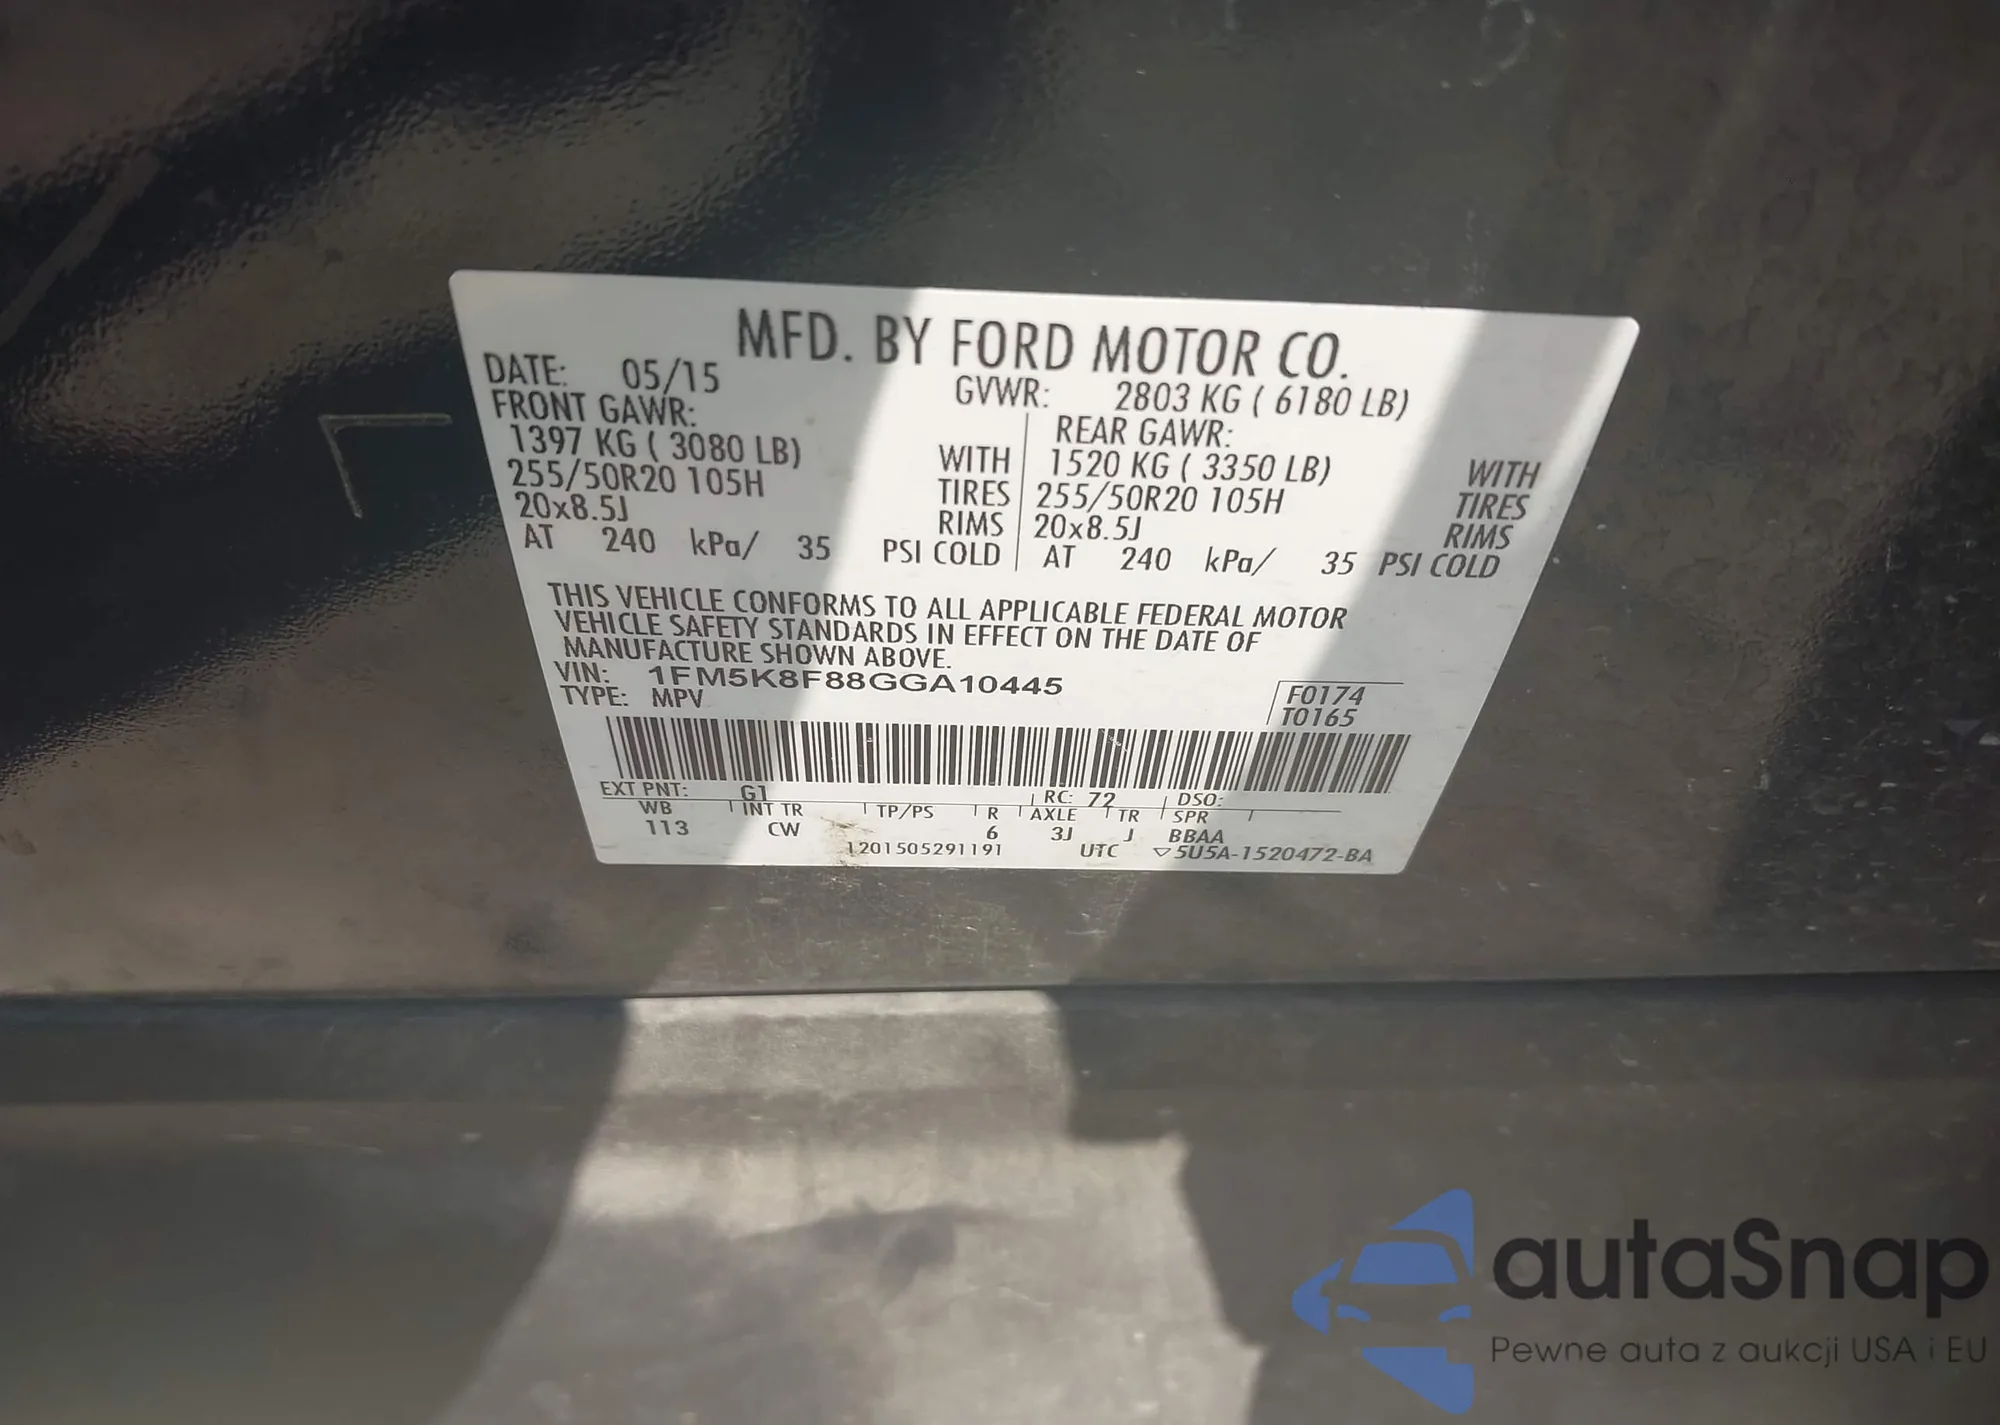 MFD. BY FORD MOTOR CO.
DATE: 05/15 GVWR: 2803 KG ( 6180 LB)
FRONT GAWR: REAR GAWR:
1397 KG ( 3080 LB) WITH 1520 KG ( 3350 LB) WITH
255/50R20 105H TIRES 255/50R20 105H TIRES
20x8.5J RIMS 20x8.5J RIMS
AT 240 kPa/ 35 PSI COLD AT 240 kPa/ 35 PSI COLD
THIS VEHICLE CONFORMS TO ALL APPLICABLE FEDERAL MOTOR
VEHICLE SAFETY STANDARDS IN EFFECT ON THE DATE OF
MANUFACTURE SHOWN ABOVE.
VIN: 1FM5K8F88GGA10445
TYPE: MPV
F0174
T0165
EXT PNT: G1 RC: 72 DSO:
WB INT TR TP/PS R AXLE TR SPR
113 CW 6 3J J BBAA
1201505291191 UTC ▽5U5A-1520472-BA
autaSnap
Pewne auta z aukcji USA i EU